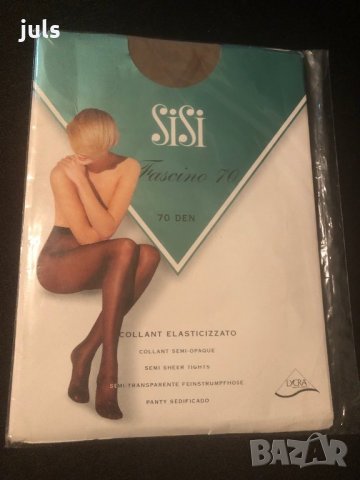 juls
SiSi
Fascino 70
70 DEN
COLLANT ELASTICIZZATO
COLLANT SEMI-OPAQUE
SEMI SHEER TIGHTS
SEMI-TRANSPARENTE FEINSTRUMPFHOSE
PANTY SEDIFICADO
LYCRA
BAZAR